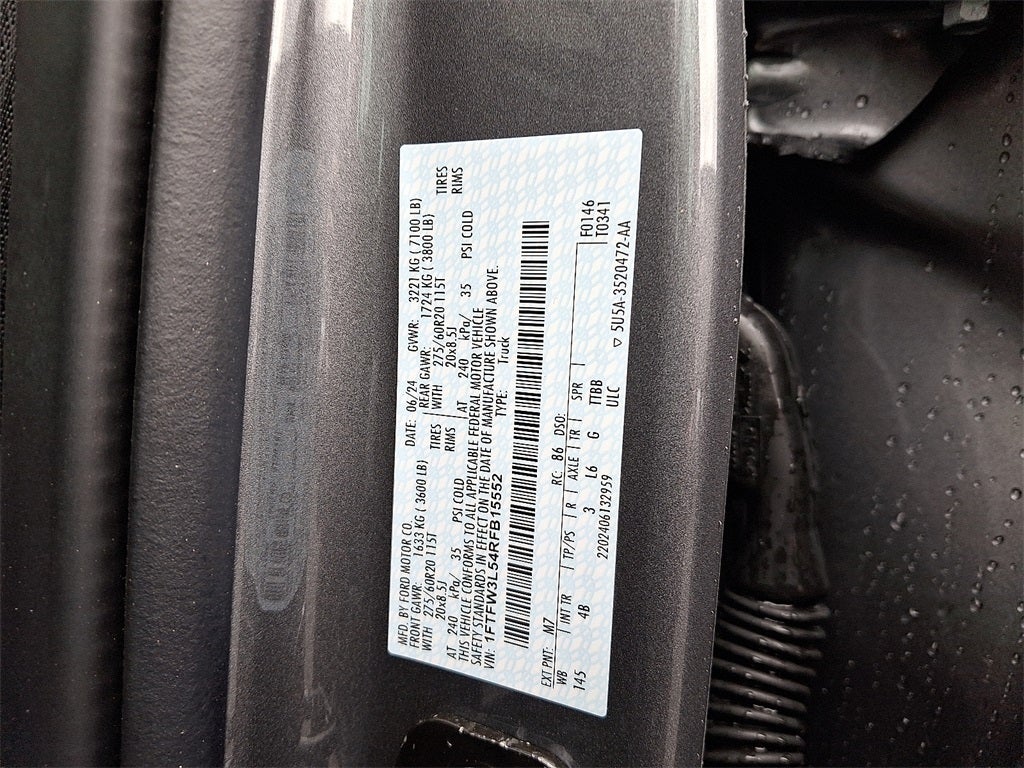 MFD. BY FORD MOTOR CO. DATE: 06/24 GVWR: 3221 KG ( 7100 LB)
FRONT GAWR: 1633 KG ( 3600 LB) REAR GAWR: 1724 KG ( 3800 LB)
WITH 275/60R20 115T TIRES WITH 275/60R20 115T TIRES
20x8.5J RIMS 20x8.5J RIMS
AT 240 kPa/ 35 PSI COLD AT 240 kPa/ 35 PSI COLD
THIS VEHICLE CONFORMS TO ALL APPLICABLE FEDERAL MOTOR VEHICLE
SAFETY STANDARDS IN EFFECT ON THE DATE OF MANUFACTURE SHOWN ABOVE.
VIN: 1FTFW3L54RFB15552 TYPE: Truck
EXT PNT: M7 RC: 86 DSO: F0146
WB INT TR TP/PS R AXLE TR SPR T0341
145 4B 3 L6 G TIBB
2202406132959 ULC ▽ 5U5A-3520472-AA